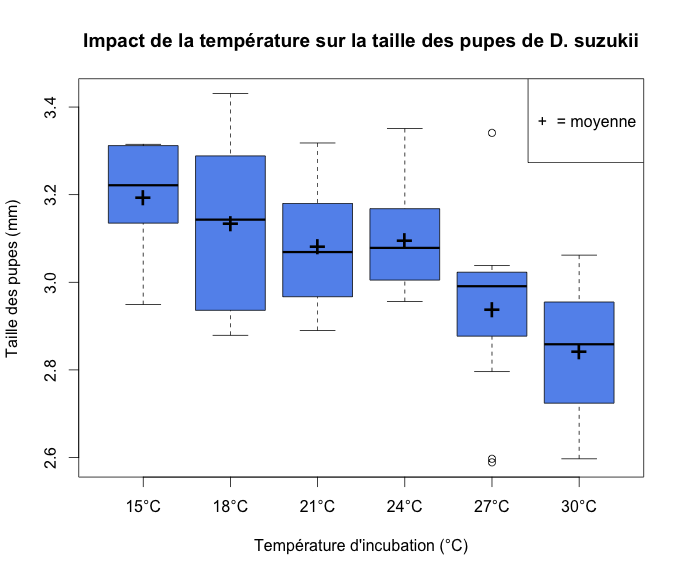 Impact de la température sur la taille des pupes de D. suzukii
+ = moyenne
Taille des pupes (mm)
3.4
3.2
3.0
2.8
2.6
15°C 18°C 21°C 24°C 27°C 30°C
Température d'incubation (°C)